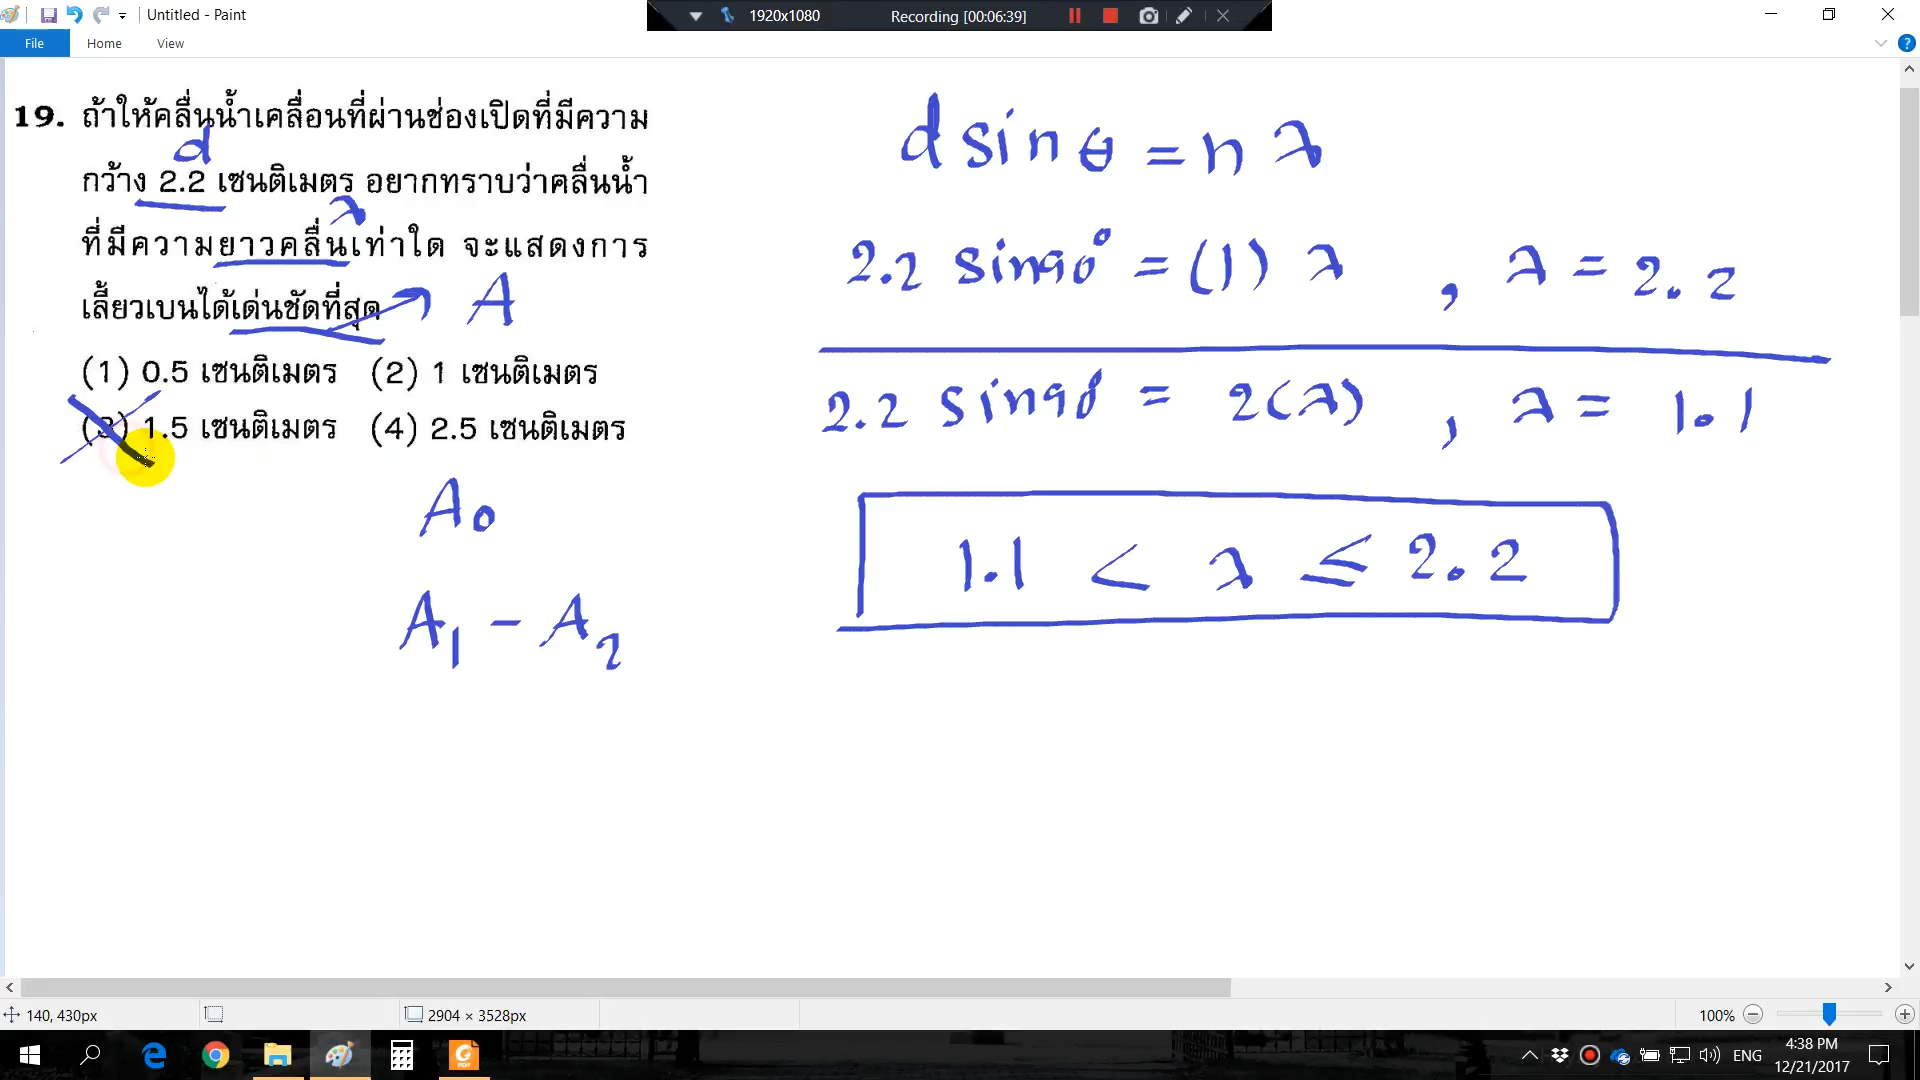 Untitled - Paint
1920x1080
Recording [00:06:39]
File Home View
19. ถ้าให้คลื่นน้ำเคลื่อนที่ผ่านช่องเปิดที่มีความ
d
กว้าง 2.2 เซนติเมตร อยากทราบว่าคลื่นน้ำ
λ
ที่มีความยาวคลื่นเท่าใด จะแสดงการ
เลี้ยวเบนได้เด่นชัดที่สุด
A
(1) 0.5 เซนติเมตร (2) 1 เซนติเมตร
(3) 1.5 เซนติเมตร (4) 2.5 เซนติเมตร
A₀
A₁ - A₂
d sin θ = n λ
2.2 sin90° = (1) λ , λ = 2.2
2.2 sin90° = 2(λ) , λ = 1.1
1.1 < λ ≤ 2.2
140, 430px
2904 × 3528px
100%
ENG
4:38 PM
12/21/2017